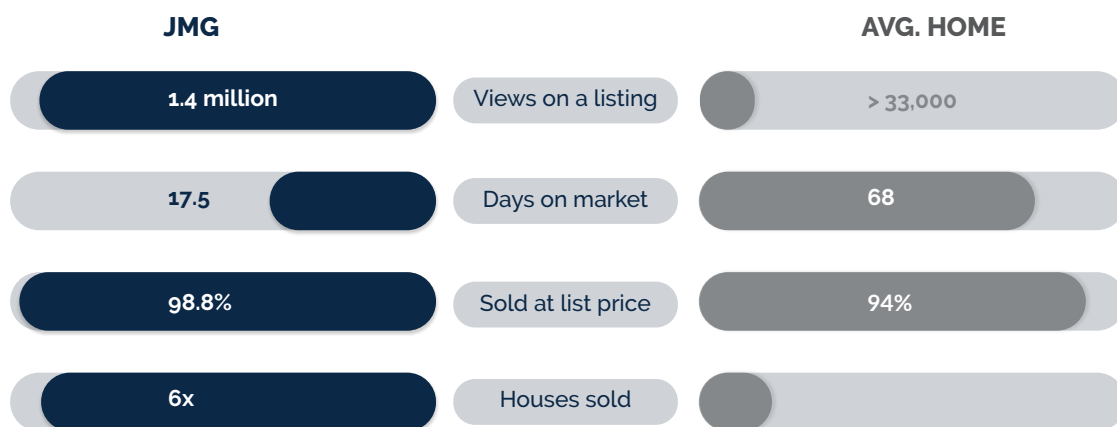 JMG AVG. HOME
1.4 million Views on a listing > 33,000
17.5 Days on market 68
98.8% Sold at list price 94%
6x Houses sold